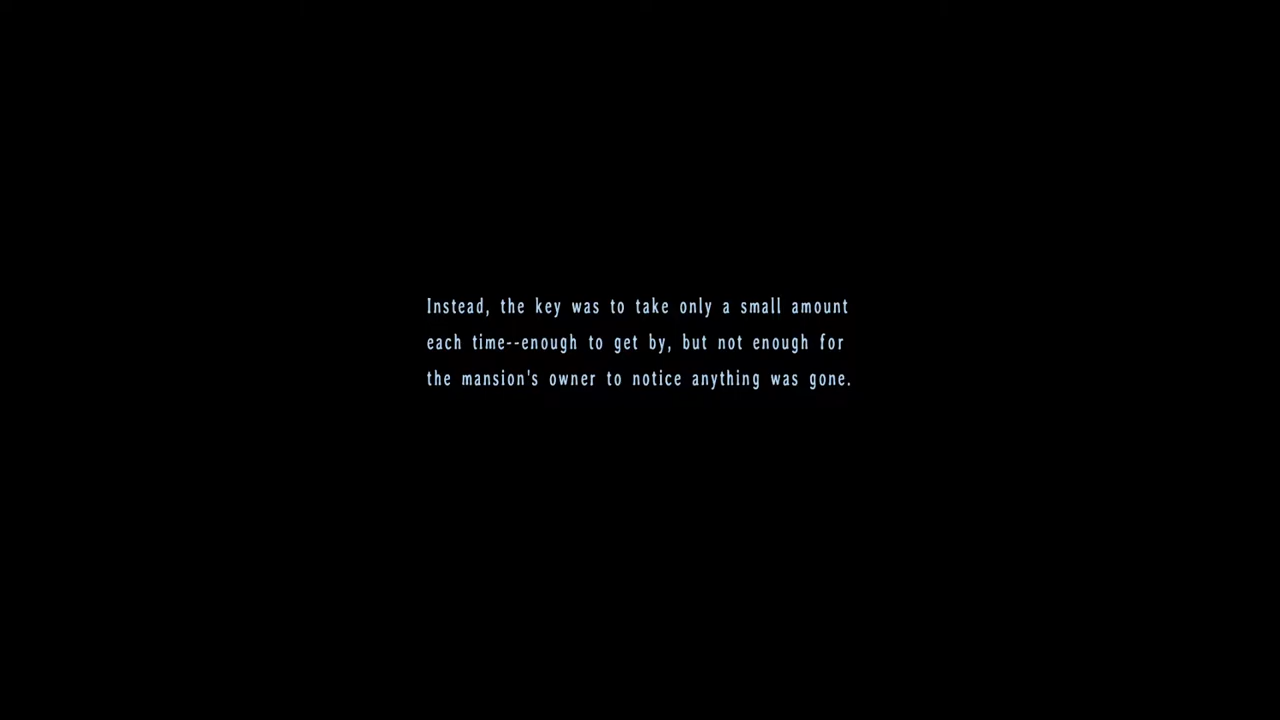 Instead, the key was to take only a small amount
each time--enough to get by, but not enough for
the mansion's owner to notice anything was gone.